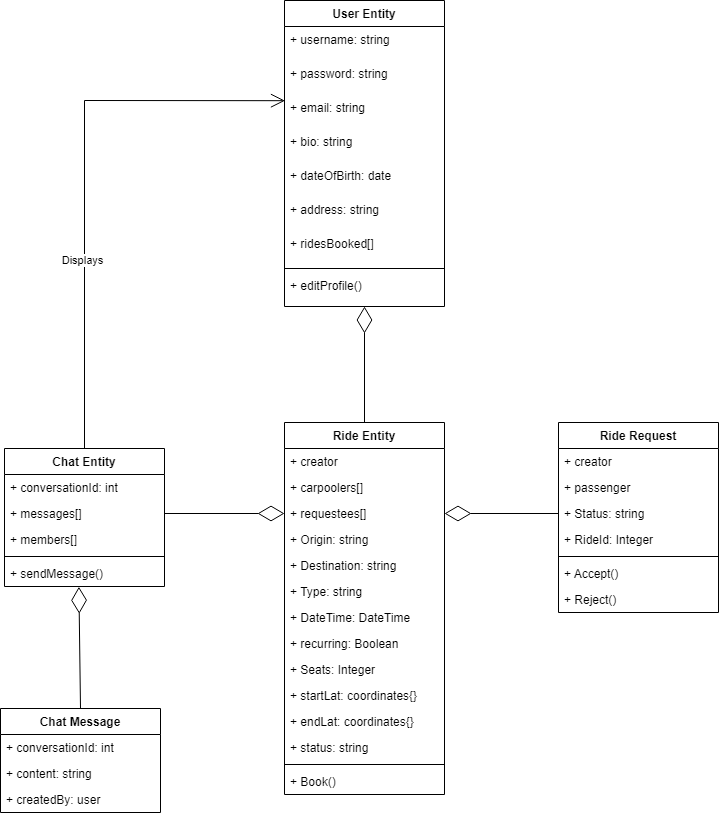 User Entity
+ username: string
+ password: string
+ email: string
+ bio: string
+ dateOfBirth: date
+ address: string
+ ridesBooked[]
+ editProfile()
Displays
Chat Entity
+ conversationId: int
+ messages[]
+ members[]
+ sendMessage()
Ride Entity
+ creator
+ carpoolers[]
+ requestees[]
+ Origin: string
+ Destination: string
+ Type: string
+ DateTime: DateTime
+ recurring: Boolean
+ Seats: Integer
+ startLat: coordinates{}
+ endLat: coordinates{}
+ status: string
+ Book()
Ride Request
+ creator
+ passenger
+ Status: string
+ RideId: Integer
+ Accept()
+ Reject()
Chat Message
+ conversationId: int
+ content: string
+ createdBy: user